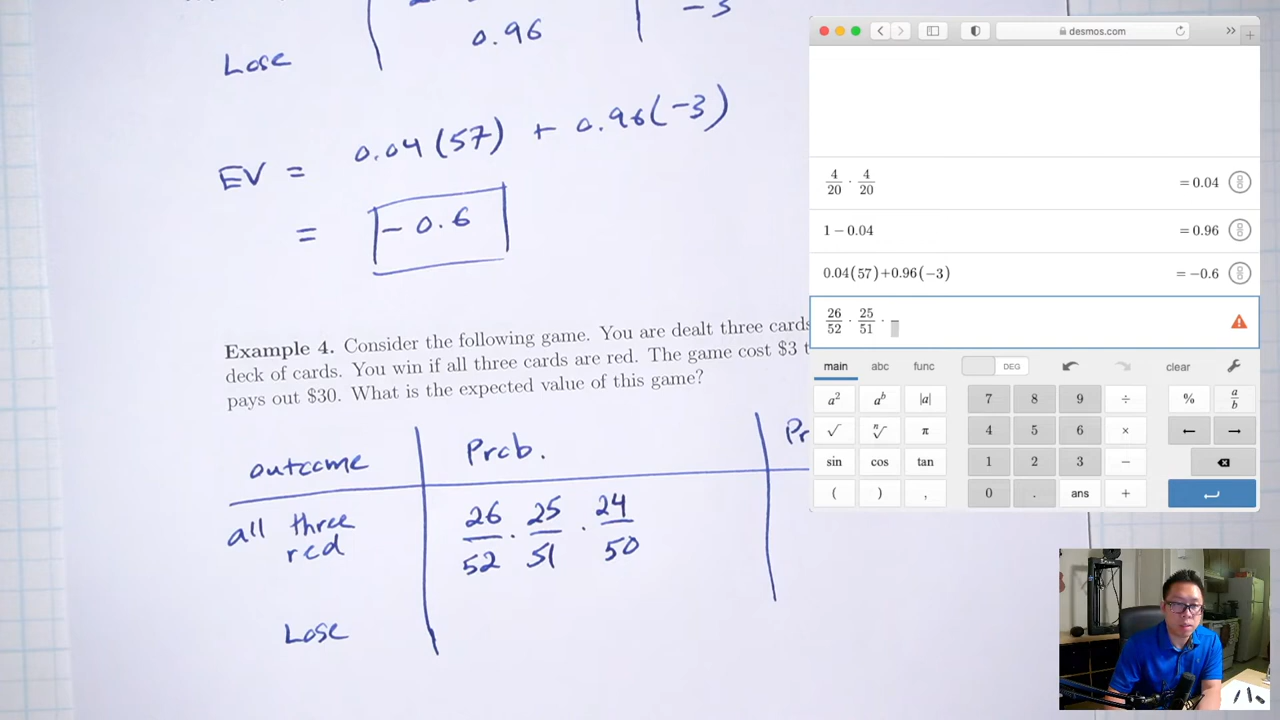 0.96
-3
Lose
EV = 0.04 (57) + 0.96(-3)
= -0.6
Example 4. Consider the following game. You are dealt three cards
deck of cards. You win if all three cards are red. The game cost $3 t
pays out $30. What is the expected value of this game?
outcome Prob. Pr
all three red 26/52 · 25/51 · 24/50
Lose
desmos.com
4/20 · 4/20 = 0.04
1 − 0.04 = 0.96
0.04(57)+0.96(−3) = −0.6
26/52 · 25/51 ·
main abc func DEG clear
a² aᵇ |a| 7 8 9 ÷ % a/b
√ ⁿ√ π 4 5 6 × ← →
sin cos tan 1 2 3 −
( ) , 0 . ans +